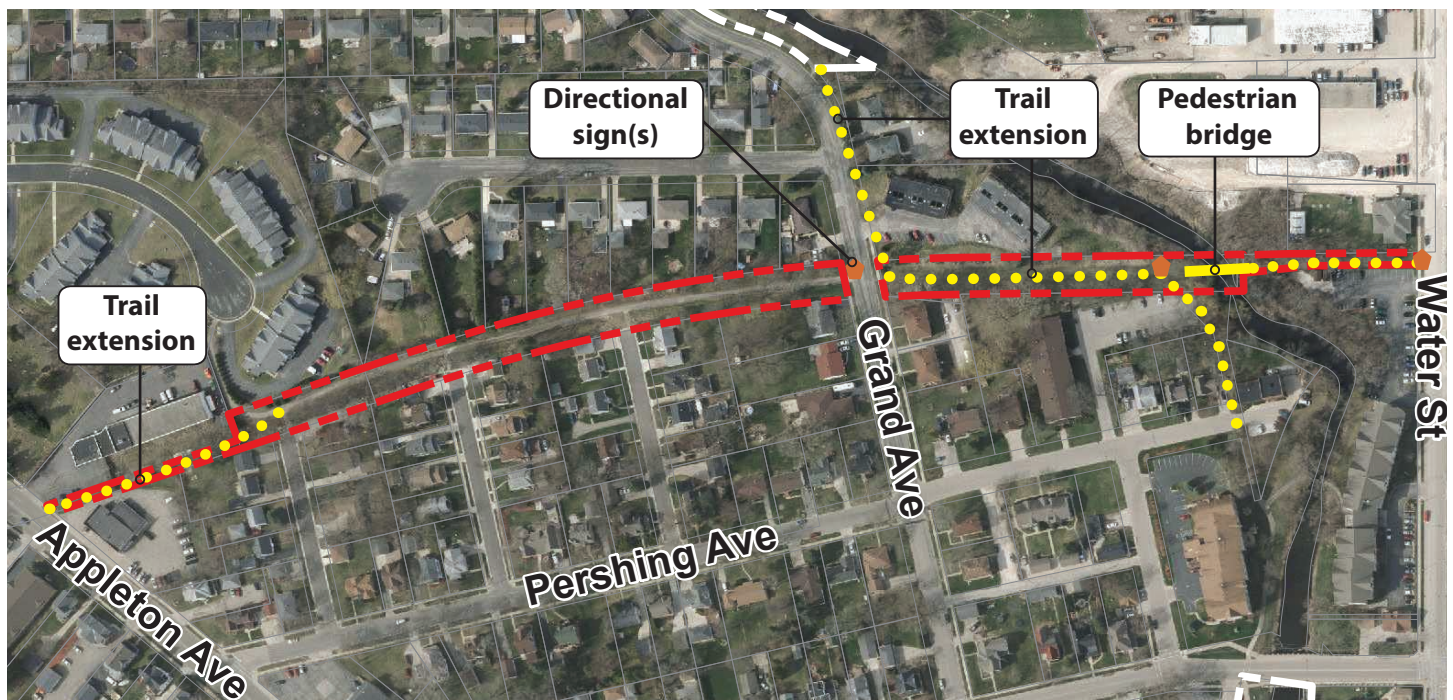 Directional
sign(s)
Trail
extension
Pedestrian
bridge
Trail
extension
Grand Ave
Water St
Pershing Ave
Appleton Ave